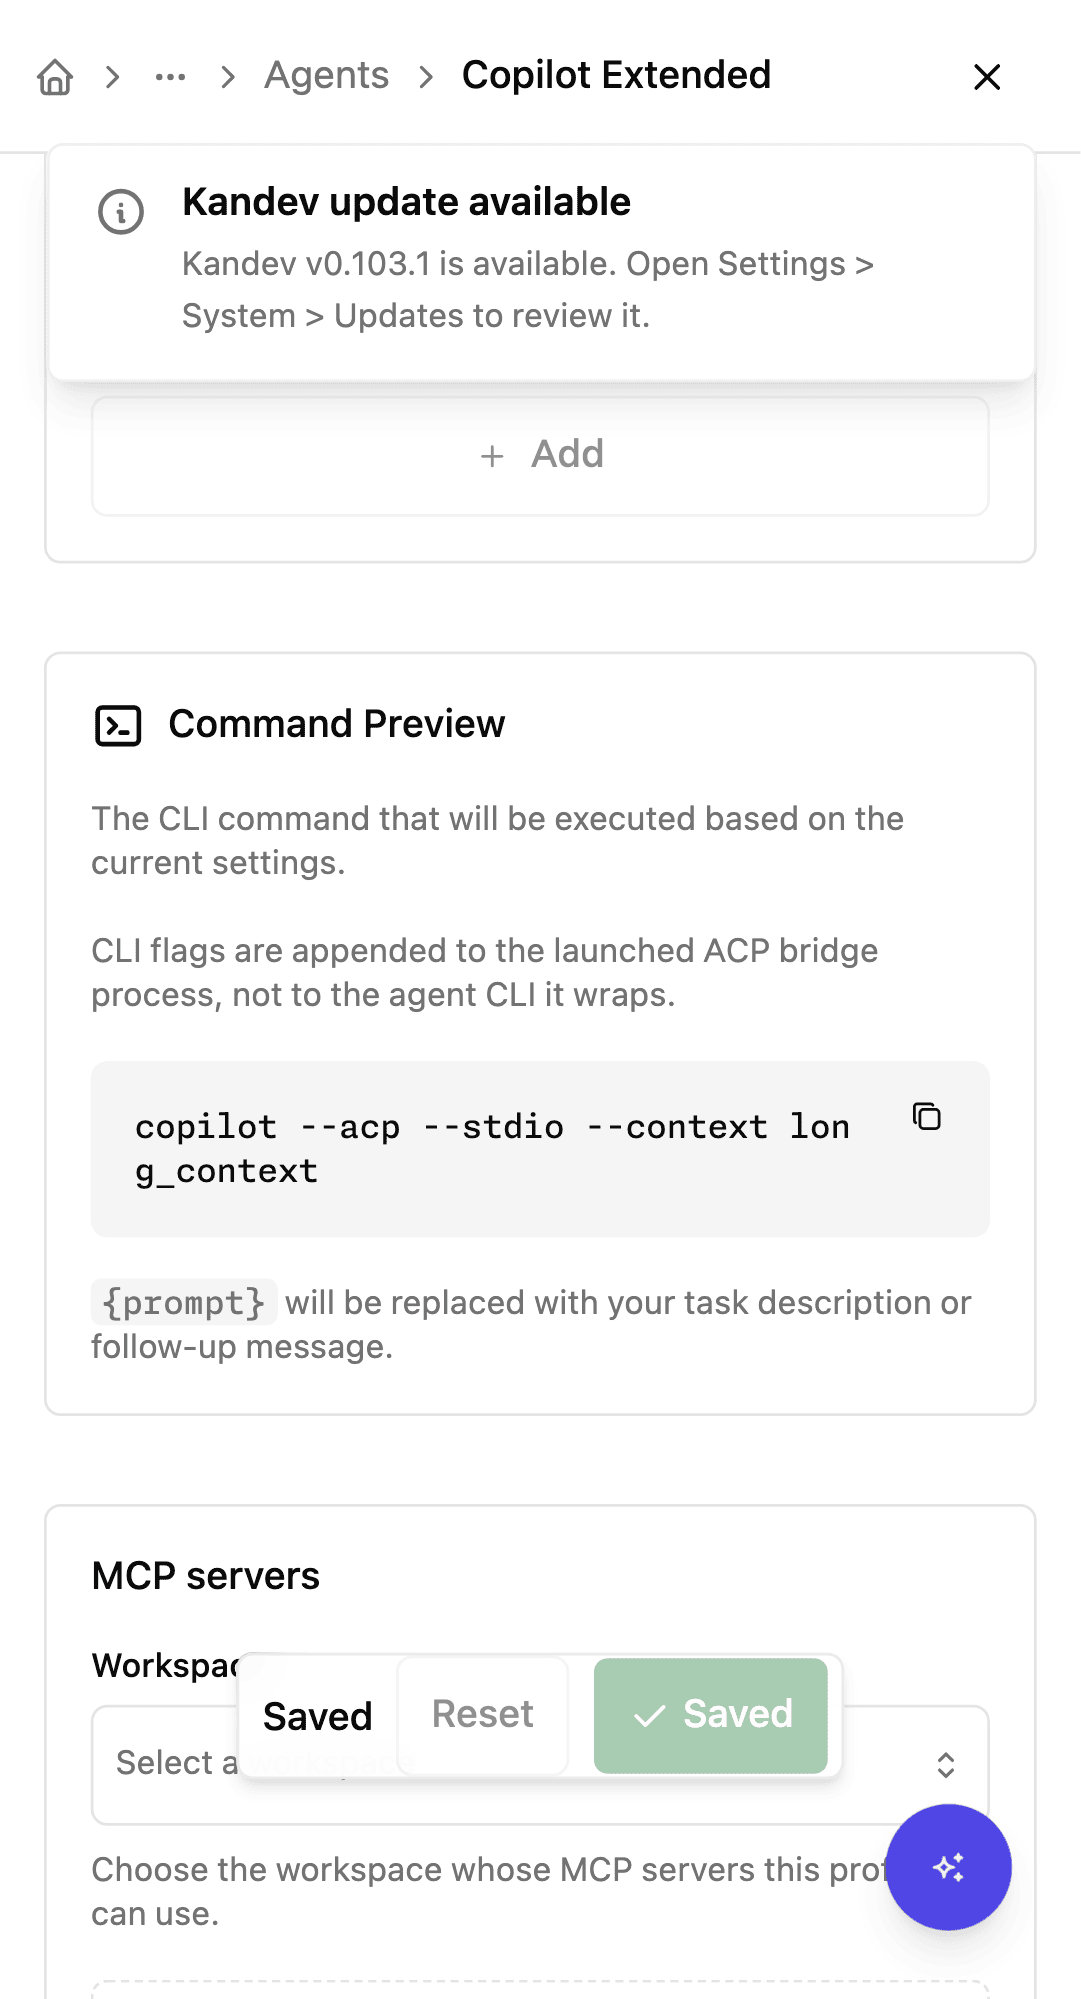 Agents
Copilot Extended
Kandev update available
Kandev v0.103.1 is available. Open Settings >
System > Updates to review it.
+ Add
Command Preview
The CLI command that will be executed based on the
current settings.
CLI flags are appended to the launched ACP bridge
process, not to the agent CLI it wraps.
copilot --acp --stdio --context lon
g_context
{prompt} will be replaced with your task description or
follow-up message.
MCP servers
Saved
Reset
Saved
Select a workspace
Choose the workspace whose MCP servers this
can use.